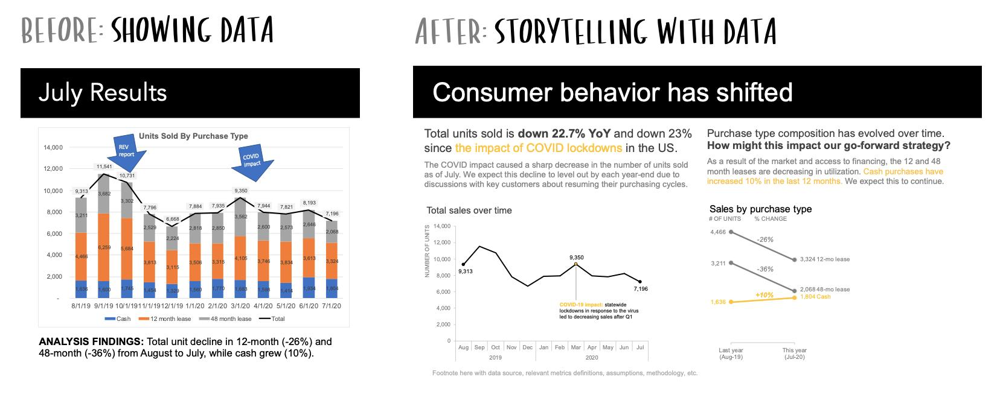 BEFORE: SHOWING DATA
July Results
Units Sold By Purchase Type
REV
report
COVID
impact
14,000
12,000
10,000
8,000
6,000
4,000
2,000
-
9,313
11,541
10,731
7,796
6,668
7,884
7,935
9,350
7,944
7,821
8,193
7,196
3,211
3,682
3,302
2,529
2,224
2,818
2,850
3,562
2,600
2,573
2,646
2,068
4,466
6,259
5,684
3,813
3,115
3,506
3,315
4,105
3,746
3,834
3,613
3,324
1,636
1,600
1,745
1,454
1,329
1,560
1,770
1,683
1,598
1,414
1,934
1,804
8/1/19 9/1/19 10/1/19 11/1/19 12/1/19 1/1/20 2/1/20 3/1/20 4/1/20 5/1/20 6/1/20 7/1/20
Cash 12 month lease 48 month lease Total
ANALYSIS FINDINGS: Total unit decline in 12-month (-26%) and
48-month (-36%) from August to July, while cash grew (10%).
AFTER: STORYTELLING WITH DATA
Consumer behavior has shifted
Total units sold is down 22.7% YoY and down 23%
since the impact of COVID lockdowns in the US.
The COVID impact caused a sharp decrease in the number of units sold
as of July. We expect this decline to level out by each year-end due to
discussions with key customers about resuming their purchasing cycles.
Total sales over time
NUMBER OF UNITS
14,000
12,000
10,000
8,000
6,000
4,000
2,000
0
9,313
9,350
7,196
COVID-19 impact: statewide
lockdowns in response to the virus
led to decreasing sales after Q1
Aug Sep Oct Nov Dec Jan Feb Mar Apr May Jun Jul
2019 2020
Footnote here with data source, relevant metrics definitions, assumptions, methodology, etc.
Purchase type composition has evolved over time.
How might this impact our go-forward strategy?
As a result of the market and access to financing, the 12 and 48
month leases are decreasing in utilization. Cash purchases have
increased 10% in the last 12 months. We expect this to continue.
Sales by purchase type
# OF UNITS % CHANGE
4,466
-26%
3,324 12-mo lease
3,211
-36%
2,068 48-mo lease
1,636
+10%
1,804 Cash
Last year
(Aug-19)
This year
(Jul-20)